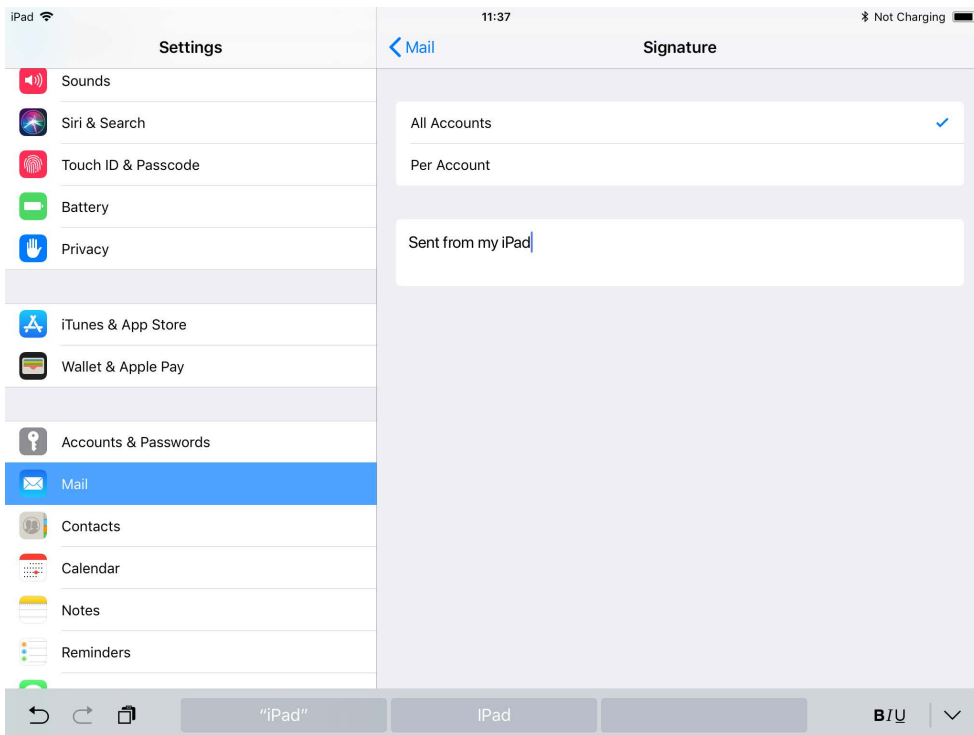 iPad
11:37
Not Charging
Settings
Mail
Signature
Sounds
Siri & Search
Touch ID & Passcode
Battery
Privacy
iTunes & App Store
Wallet & Apple Pay
Accounts & Passwords
Mail
Contacts
Calendar
Notes
Reminders
All Accounts
Per Account
Sent from my iPad
“iPad”
IPad
BIU